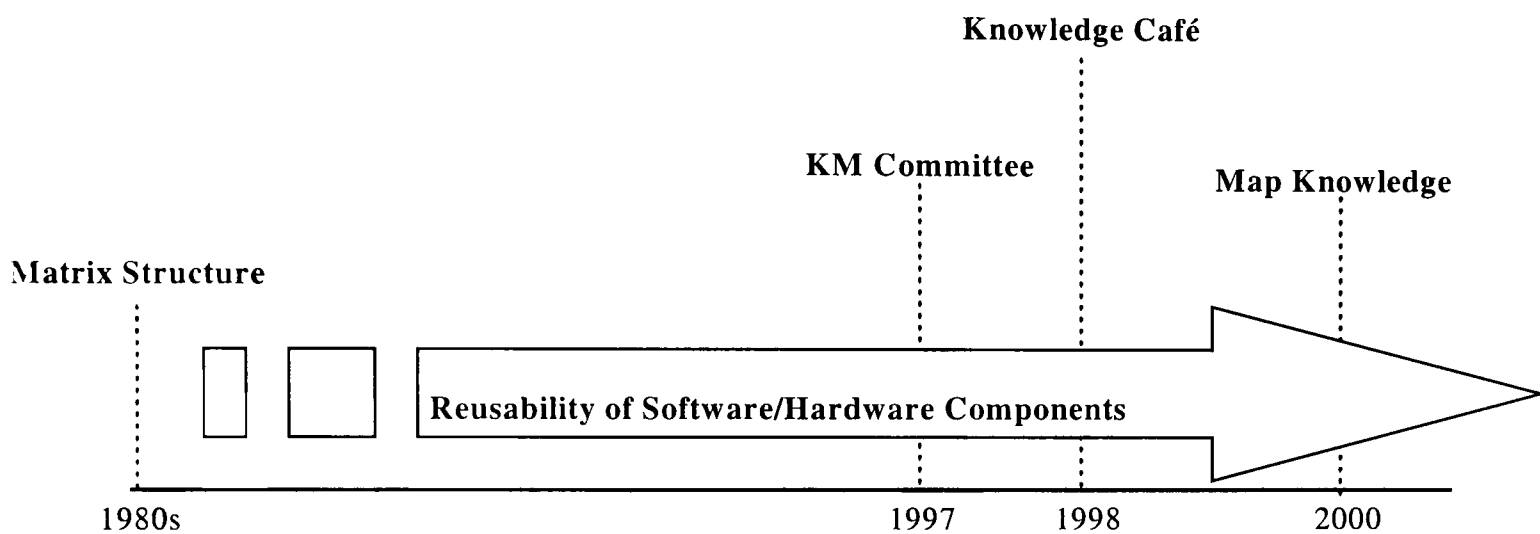 Knowledge Café
KM Committee
Map Knowledge
Matrix Structure
Reusability of Software/Hardware Components
1980s
1997
1998
2000